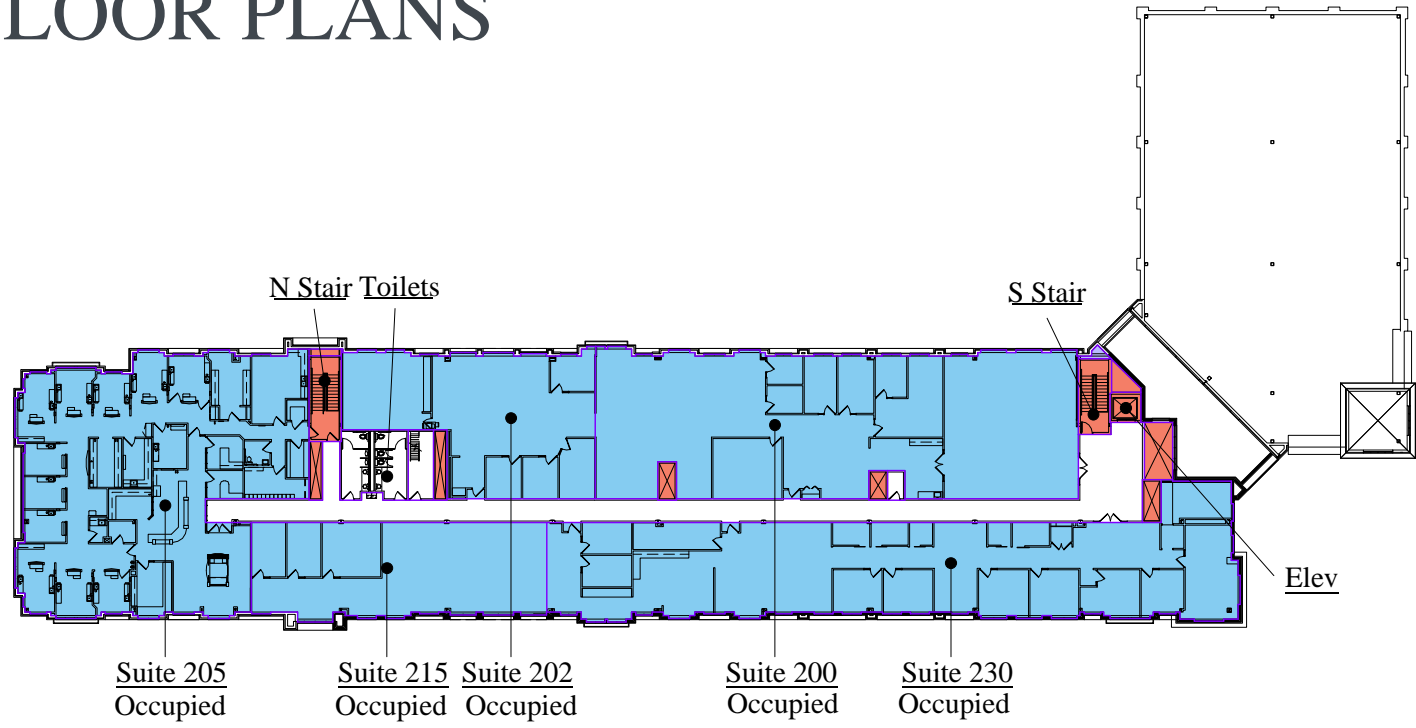 LOOR PLANS
N Stair Toilets
S Stair
Elev
Suite 205
Occupied
Suite 215
Occupied
Suite 202
Occupied
Suite 200
Occupied
Suite 230
Occupied